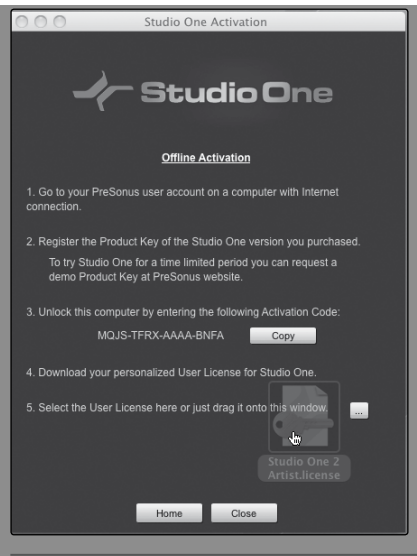 Studio One Activation
Studio One
Offline Activation
1. Go to your PreSonus user account on a computer with Internet
connection.
2. Register the Product Key of the Studio One version you purchased.
To try Studio One for a time limited period you can request a
demo Product Key at PreSonus website.
3. Unlock this computer by entering the following Activation Code:
MQJS-TFRX-AAAA-BNFA Copy
4. Download your personalized User License for Studio One.
5. Select the User License here or just drag it onto this window. ...
Studio One 2
Artist.license
Home Close